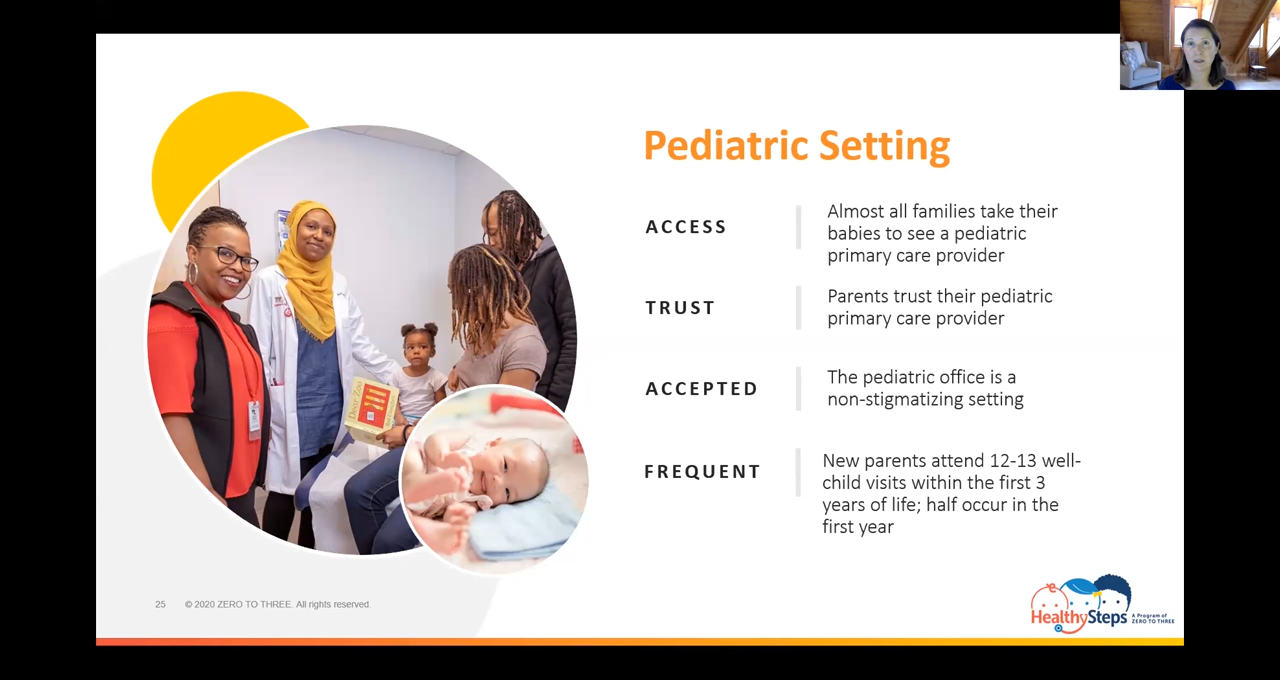 Pediatric Setting
ACCESS
Almost all families take their
babies to see a pediatric
primary care provider
TRUST
Parents trust their pediatric
primary care provider
ACCEPTED
The pediatric office is a
non-stigmatizing setting
FREQUENT
New parents attend 12-13 well-
child visits within the first 3
years of life; half occur in the
first year
Dear Zoo
25 © 2020 ZERO TO THREE. All rights reserved.
HealthySteps
A Program of
ZERO TO THREE